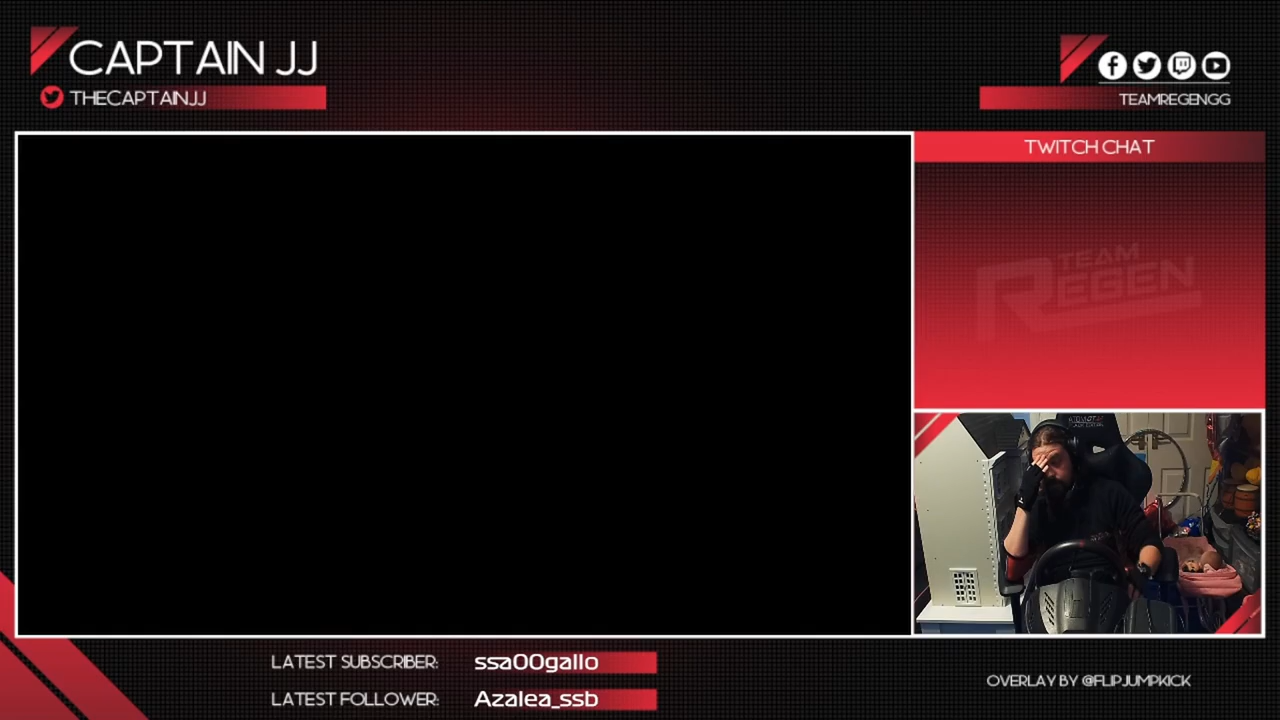 CAPTAIN JJ
THECAPTAINJJ
TEAMREGENGG
TWITCH CHAT
TEAM
REGEN
LATEST SUBSCRIBER: ssa00gallo
LATEST FOLLOWER: Azalea_ssb
OVERLAY BY @FLIPJUMPKICK